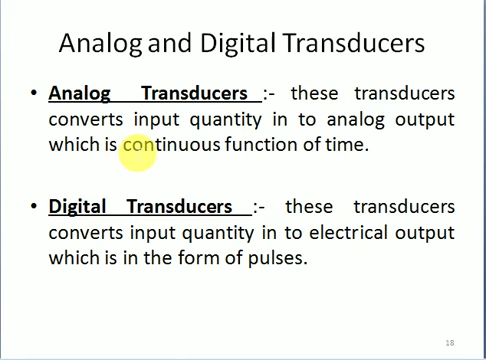 Analog and Digital Transducers
• Analog Transducers :- these transducers
converts input quantity in to analog output
which is continuous function of time.
• Digital Transducers :- these transducers
converts input quantity in to electrical output
which is in the form of pulses.
18